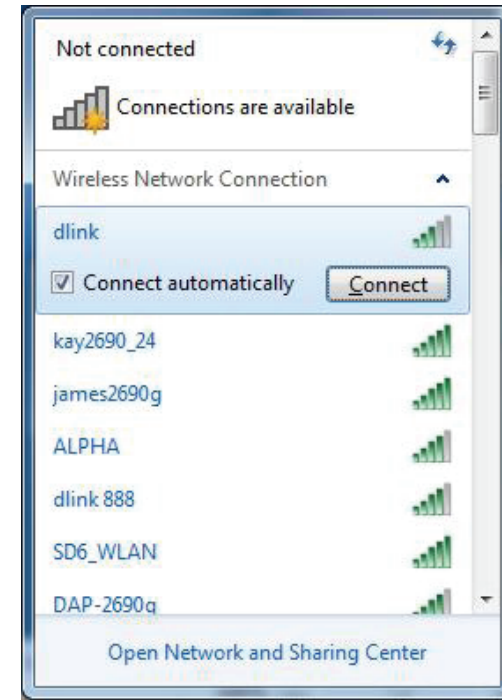 Not connected
Connections are available
Wireless Network Connection
dlink
Connect automatically Connect
kay2690_24
james2690g
ALPHA
dlink 888
SD6_WLAN
DAP-2690g
Open Network and Sharing Center